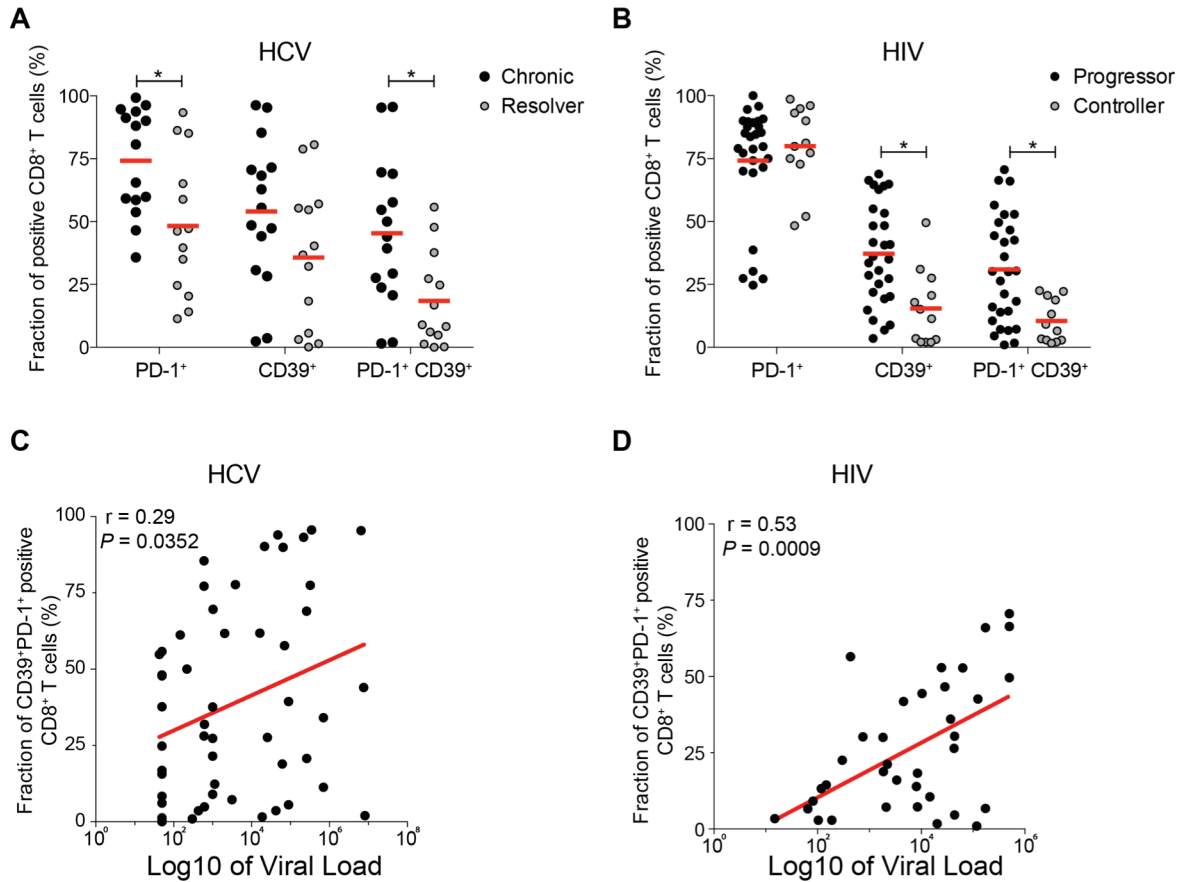 A
HCV
Fraction of positive CD8⁺ T cells (%)
100
75
50
25
0
*
*
Chronic
Resolver
PD-1⁺
CD39⁺
PD-1⁺ CD39⁺
B
HIV
Fraction of positive CD8⁺ T cells (%)
100
75
50
25
0
*
*
Progressor
Controller
PD-1⁺
CD39⁺
PD-1⁺ CD39⁺
C
HCV
Fraction of CD39⁺PD-1⁺ positive
CD8⁺ T cells (%)
100
75
50
25
0
r = 0.29
P = 0.0352
10⁰
10²
10⁴
10⁶
10⁸
Log10 of Viral Load
D
HIV
Fraction of CD39⁺PD-1⁺ positive
CD8⁺ T cells (%)
100
75
50
25
0
r = 0.53
P = 0.0009
10⁰
10²
10⁴
10⁶
Log10 of Viral Load